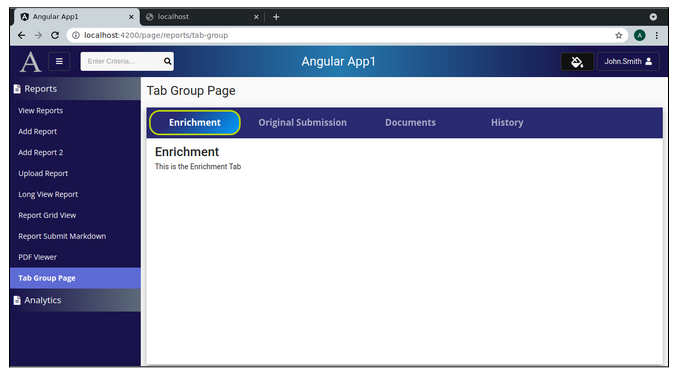 Angular App1
localhost
localhost:4200/page/reports/tab-group
A
A
Enter Criteria...
Angular App1
John.Smith
Reports
View Reports
Add Report
Add Report 2
Upload Report
Long View Report
Report Grid View
Report Submit Markdown
PDF Viewer
Tab Group Page
Analytics
Tab Group Page
Enrichment
Original Submission
Documents
History
Enrichment
This is the Enrichment Tab